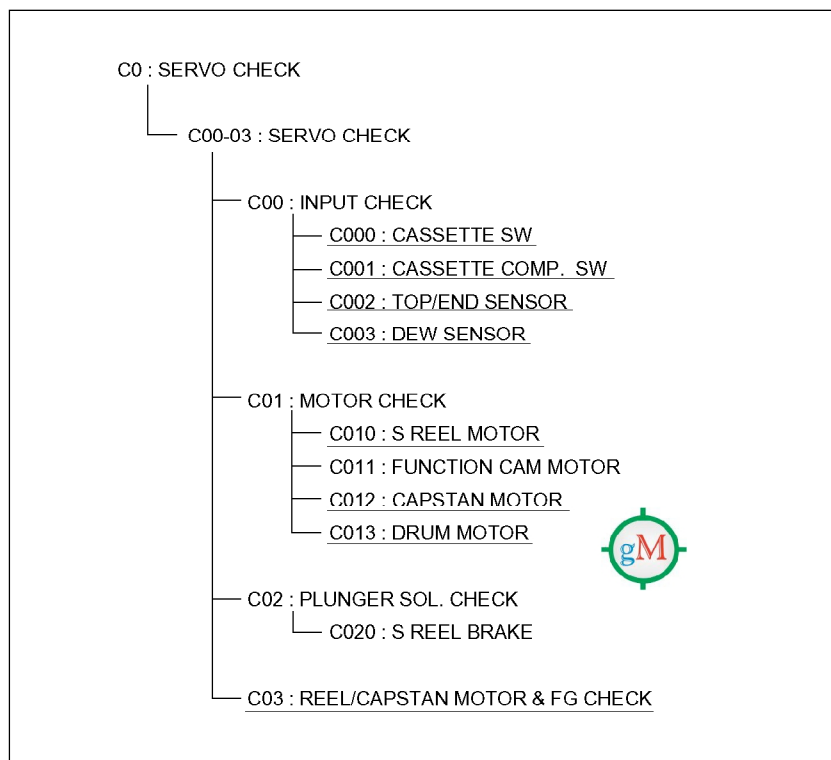 C0 : SERVO CHECK
C00-03 : SERVO CHECK
C00 : INPUT CHECK
C000 : CASSETTE SW
C001 : CASSETTE COMP. SW
C002 : TOP/END SENSOR
C003 : DEW SENSOR
C01 : MOTOR CHECK
C010 : S REEL MOTOR
C011 : FUNCTION CAM MOTOR
C012 : CAPSTAN MOTOR
C013 : DRUM MOTOR
gM
C02 : PLUNGER SOL. CHECK
C020 : S REEL BRAKE
C03 : REEL/CAPSTAN MOTOR & FG CHECK